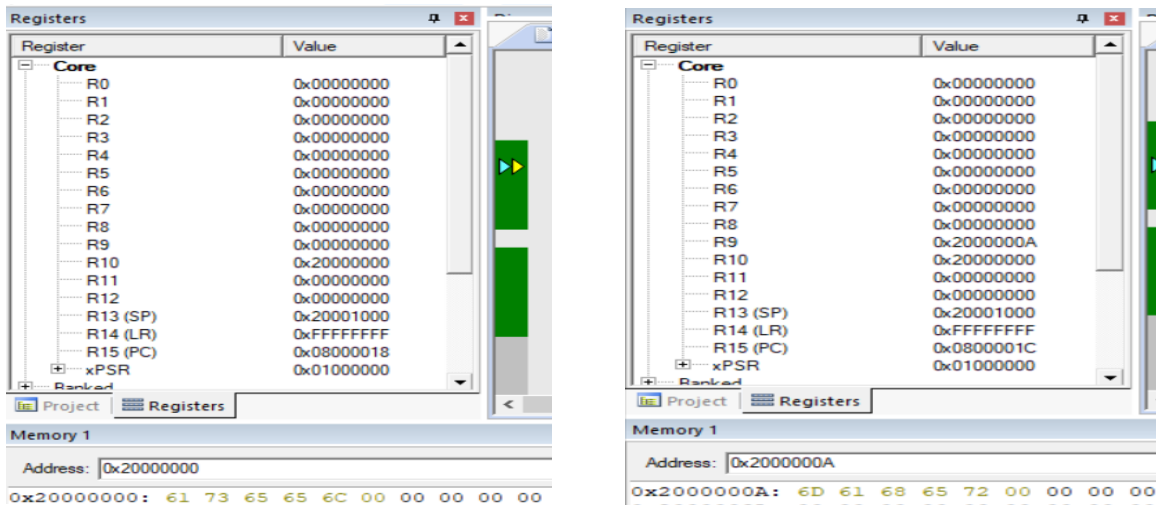 Registers
Register Value
Core
R0 0x00000000
R1 0x00000000
R2 0x00000000
R3 0x00000000
R4 0x00000000
R5 0x00000000
R6 0x00000000
R7 0x00000000
R8 0x00000000
R9 0x00000000
R10 0x20000000
R11 0x00000000
R12 0x00000000
R13 (SP) 0x20001000
R14 (LR) 0xFFFFFFFF
R15 (PC) 0x08000018
xPSR 0x01000000
Banked
Project Registers
Memory 1
Address: 0x20000000
0x20000000: 61 73 65 65 6C 00 00 00 00 00
Registers
Register Value
Core
R0 0x00000000
R1 0x00000000
R2 0x00000000
R3 0x00000000
R4 0x00000000
R5 0x00000000
R6 0x00000000
R7 0x00000000
R8 0x00000000
R9 0x2000000A
R10 0x20000000
R11 0x00000000
R12 0x00000000
R13 (SP) 0x20001000
R14 (LR) 0xFFFFFFFF
R15 (PC) 0x0800001C
xPSR 0x01000000
Banked
Project Registers
Memory 1
Address: 0x2000000A
0x2000000A: 6D 61 68 65 72 00 00 00 00